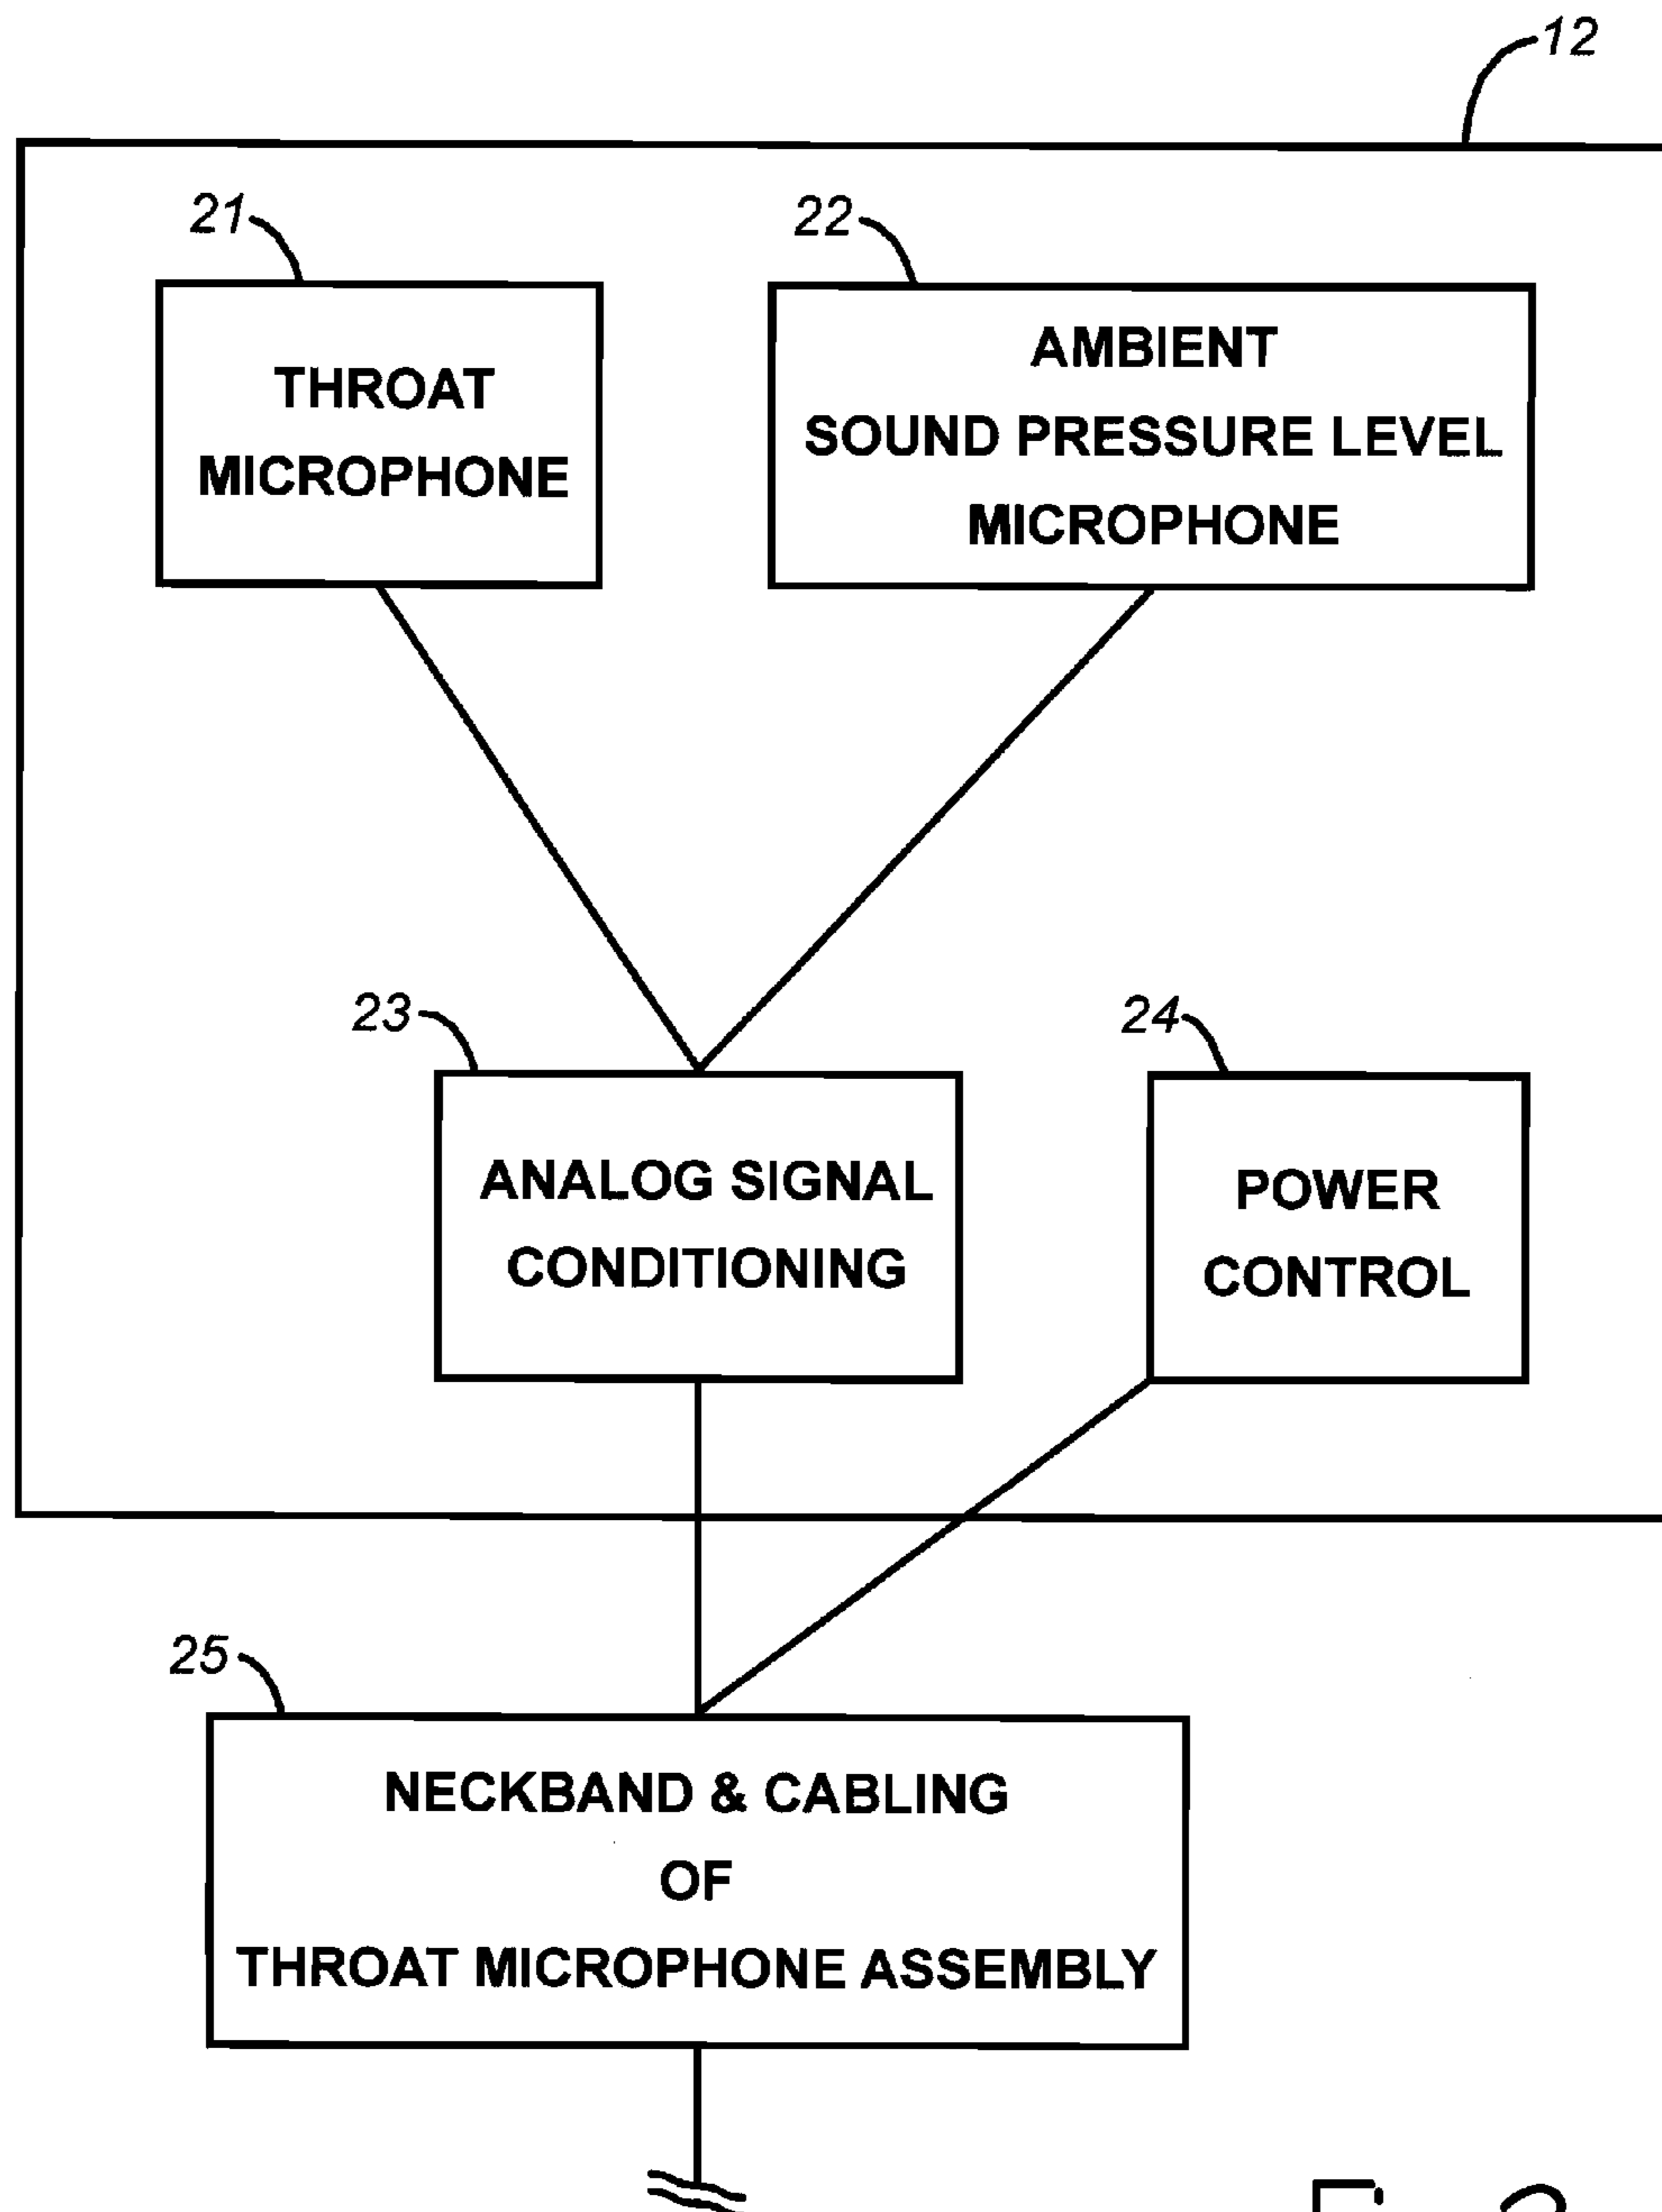 12
21
22
THROAT
MICROPHONE
AMBIENT
SOUND PRESSURE LEVEL
MICROPHONE
23
24
ANALOG SIGNAL
CONDITIONING
POWER
CONTROL
25
NECKBAND & CABLING
OF
THROAT MICROPHONE ASSEMBLY